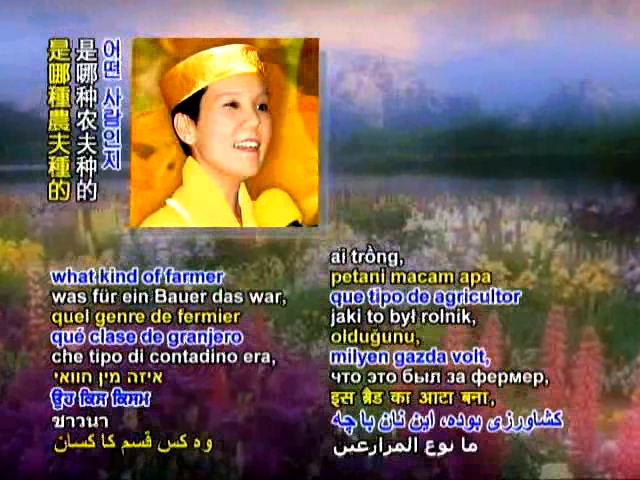 어떤 사람인지
是哪种农夫种的
是哪種農夫種的
what kind of farmer
was für ein Bauer das war,
quel genre de fermier
qué clase de granjero
che tipo di contadino era,
איזה מין חוואי
ਉਹ ਕਿਸ ਕਿਸਮ
ชาวนา
وہ کس قسم کا کسان
ai trồng,
petani macam apa
que tipo de agricultor
jaki to był rolnik,
olduğunu,
milyen gazda volt,
что это был за фермер,
इस ब्रैड का आटा बना,
کشاورزی بوده، این نان با چه
ما نوع المزارعين